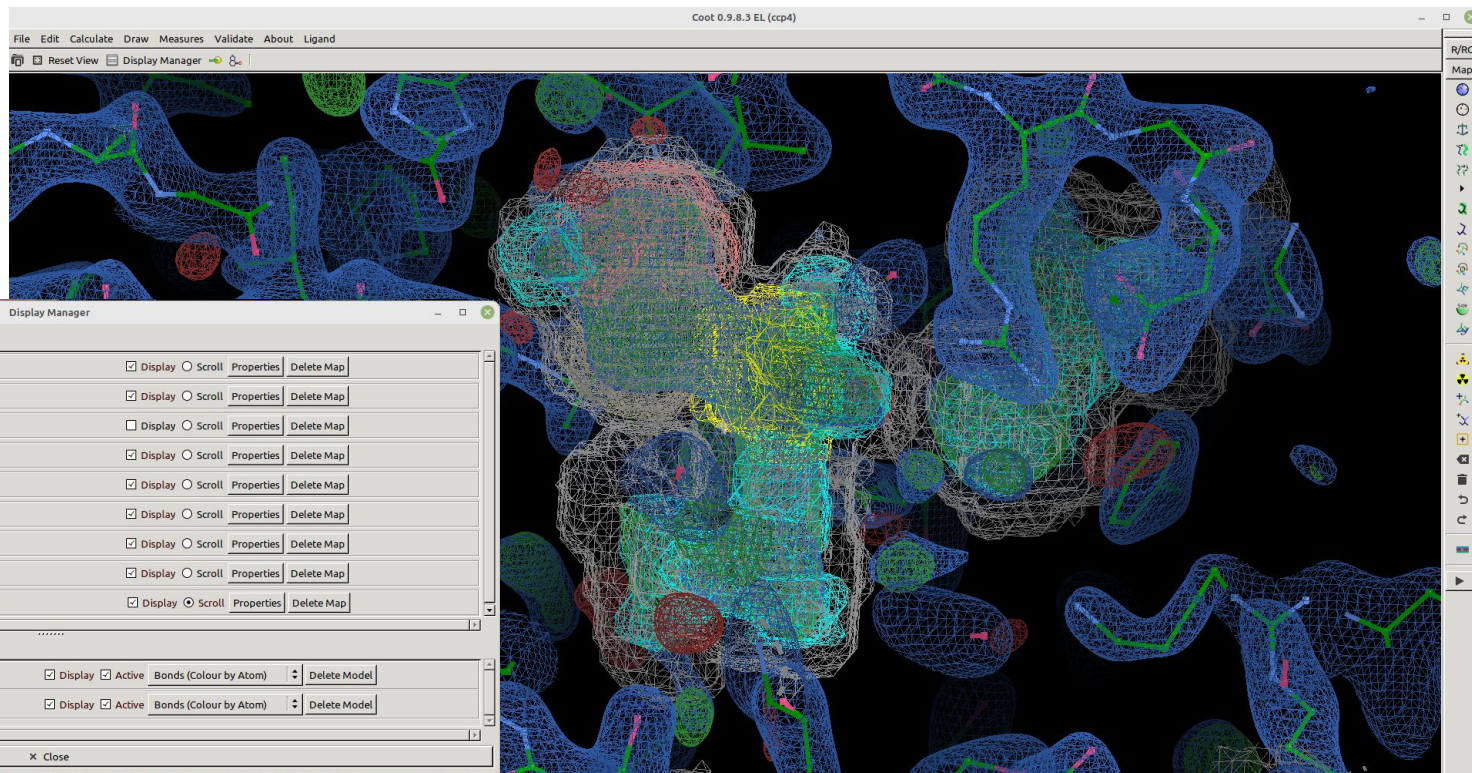 Coot 0.9.8.3 EL (ccp4)
File Edit Calculate Draw Measures Validate About Ligand
Reset View Display Manager
R/RC
Map
Display Manager
Display Scroll Properties Delete Map
Display Scroll Properties Delete Map
Display Scroll Properties Delete Map
Display Scroll Properties Delete Map
Display Scroll Properties Delete Map
Display Scroll Properties Delete Map
Display Scroll Properties Delete Map
Display Scroll Properties Delete Map
Display Scroll Properties Delete Map
Display Active Bonds (Colour by Atom) Delete Model
Display Active Bonds (Colour by Atom) Delete Model
Close